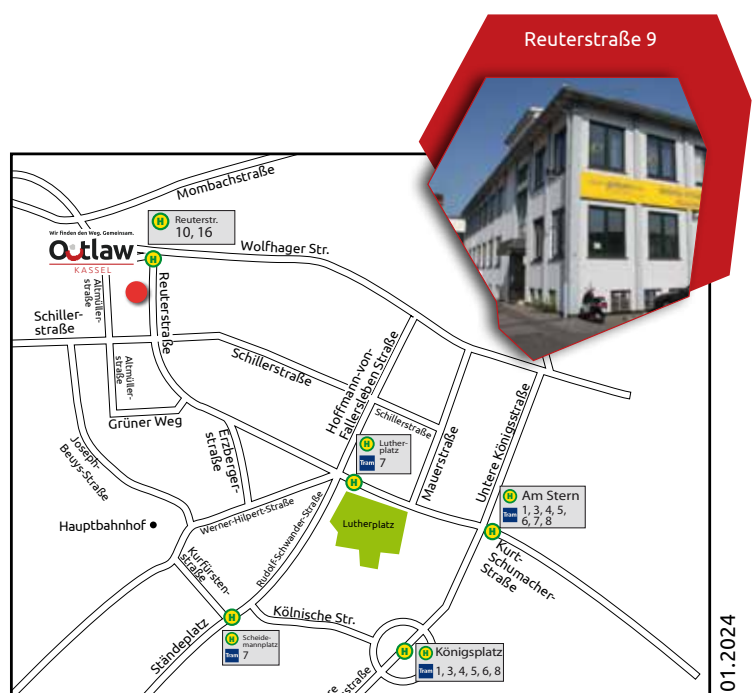 Reuterstraße 9
Mombachstraße
Reuterstr.
10, 16
Wir finden den Weg. Gemeinsam.
Outlaw
KASSEL
Wolfhager Str.
Altmüller-
straße
Reuterstraße
Schiller-
straße
Schillerstraße
Altmüller-
straße
Grüner Weg
Hoffmann-von-
Fallersleben Straße
Schillerstraße
Mauerstraße
Untere Königsstraße
Erzberger-
straße
Joseph-
Beuys-Straße
H
Luther-
platz
Tram 7
Werner-Hilpert-Straße
Rudolf-Schwander-Straße
Hauptbahnhof
Lutherplatz
H Am Stern
Tram 1, 3, 4, 5,
6, 7, 8
Kurt-
Schumacher-
Straße
Kurfürsten-
straße
Kölnische Str.
Ständeplatz
H Scheide-
mannplatz
Tram 7
H Königsplatz
Tram 1, 3, 4, 5, 6, 8
01.2024